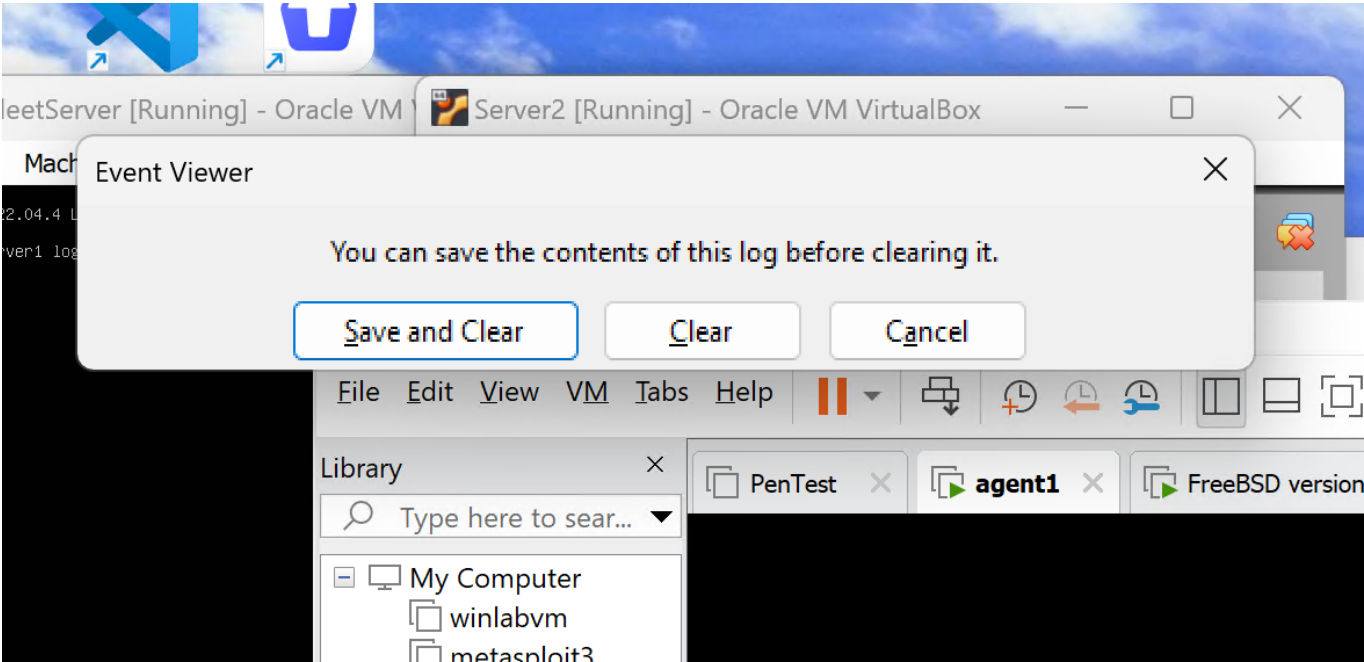 leetServer [Running] - Oracle VM
Server2 [Running] - Oracle VM VirtualBox
Mach
Event Viewer
22.04.4 L
rver1 log
You can save the contents of this log before clearing it.
Save and Clear
Clear
Cancel
File Edit View VM Tabs Help
Library
PenTest
agent1
FreeBSD version
Type here to sear...
My Computer
winlabvm
metasploit3